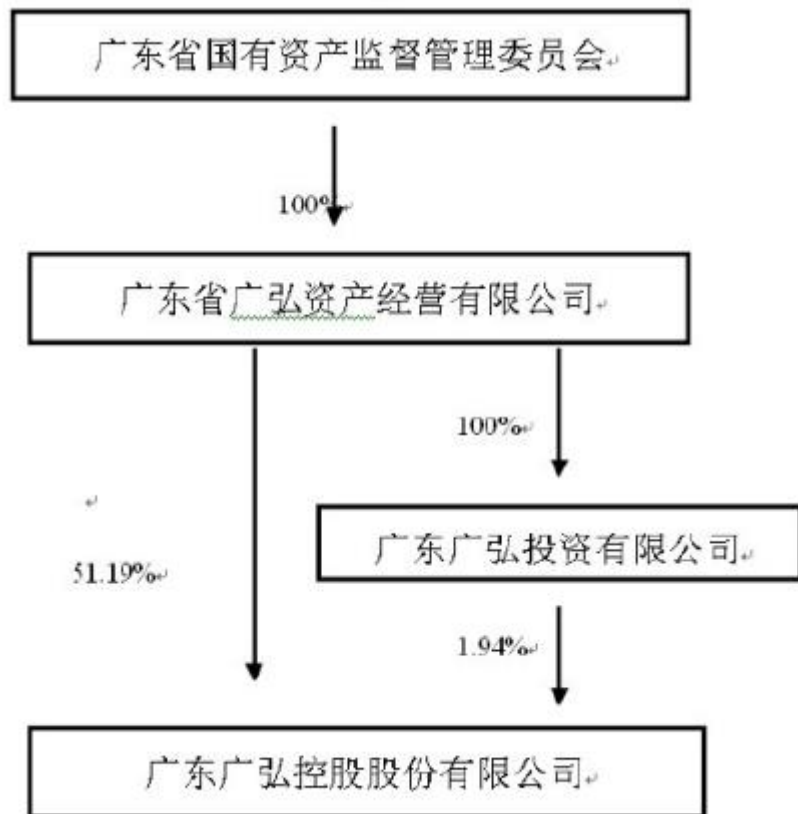 广东省国有资产监督管理委员会
100%
广东省广弘资产经营有限公司
100%
广东广弘投资有限公司
51.19%
1.94%
广东广弘控股股份有限公司